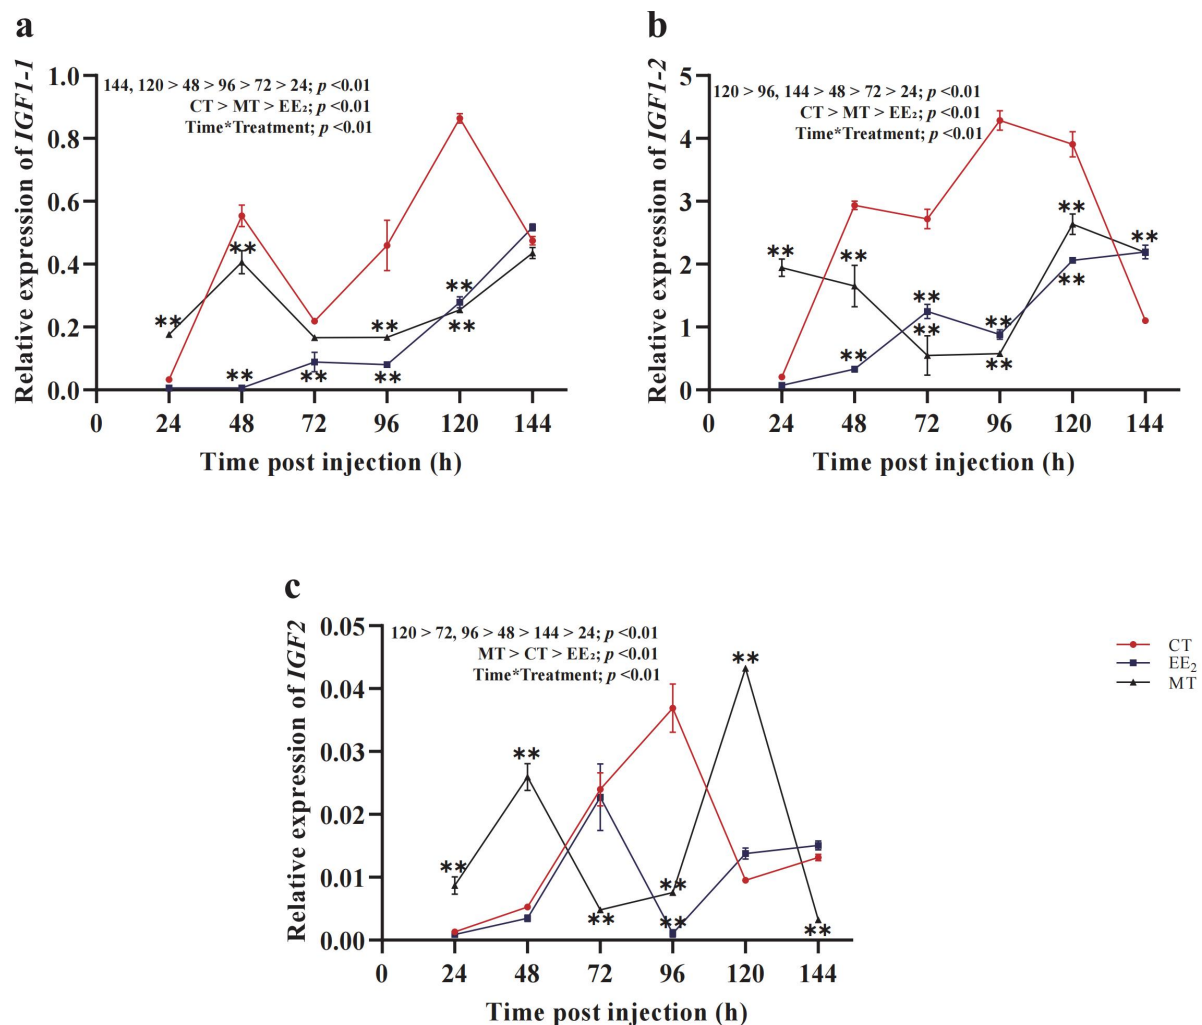 a
144, 120 > 48 > 96 > 72 > 24; p <0.01
CT > MT > EE₂; p <0.01
Time*Treatment; p <0.01
Relative expression of IGF1-1
1.0
0.8
0.6
0.4
0.2
0.0
** ** ** ** ** ** ** **
0 24 48 72 96 120 144
Time post injection (h)
b
120 > 96, 144 > 48 > 72 > 24; p <0.01
CT > MT > EE₂; p <0.01
Time*Treatment; p <0.01
Relative expression of IGF1-2
5
4
3
2
1
0
** ** ** ** ** ** ** ** ** **
0 24 48 72 96 120 144
Time post injection (h)
c
120 > 72, 96 > 48 > 144 > 24; p <0.01
MT > CT > EE₂; p <0.01
Time*Treatment; p <0.01
Relative expression of IGF2
0.05
0.04
0.03
0.02
0.01
0.00
** ** ** ** ** ** **
0 24 48 72 96 120 144
Time post injection (h)
CT
EE₂
MT